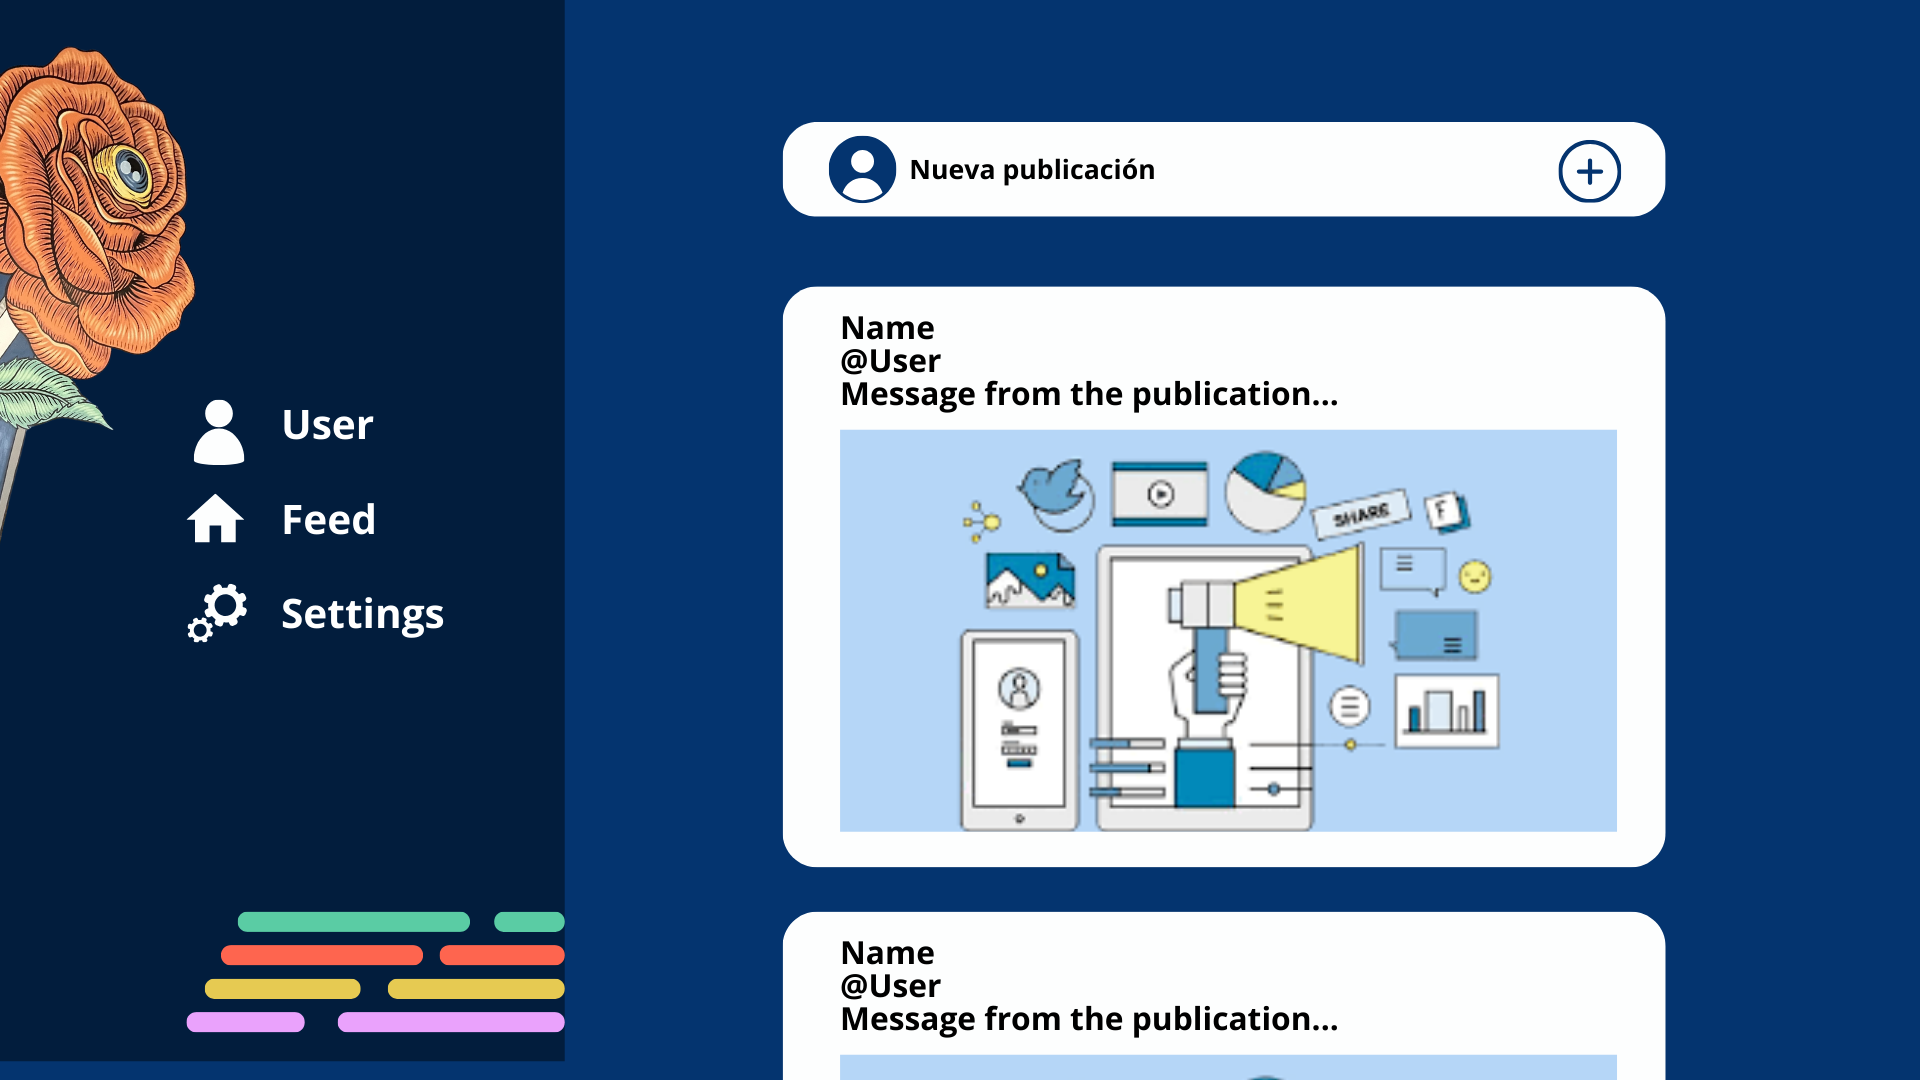 User
Feed
Settings
Nueva publicación
Name
@User
Message from the publication...
SHARE
F
Name
@User
Message from the publication...